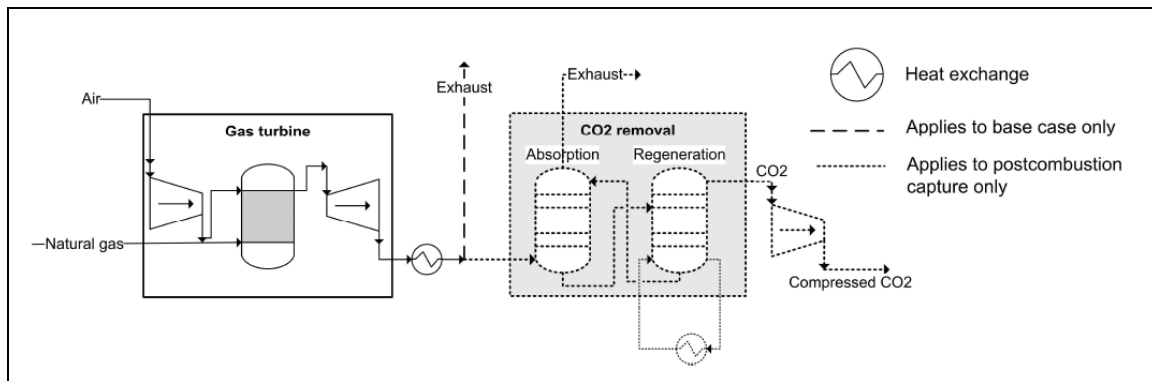 Air
Gas turbine
Natural gas
Exhaust
Exhaust
CO2 removal
Absorption
Regeneration
CO2
Compressed CO2
Heat exchange
Applies to base case only
Applies to postcombustion
capture only